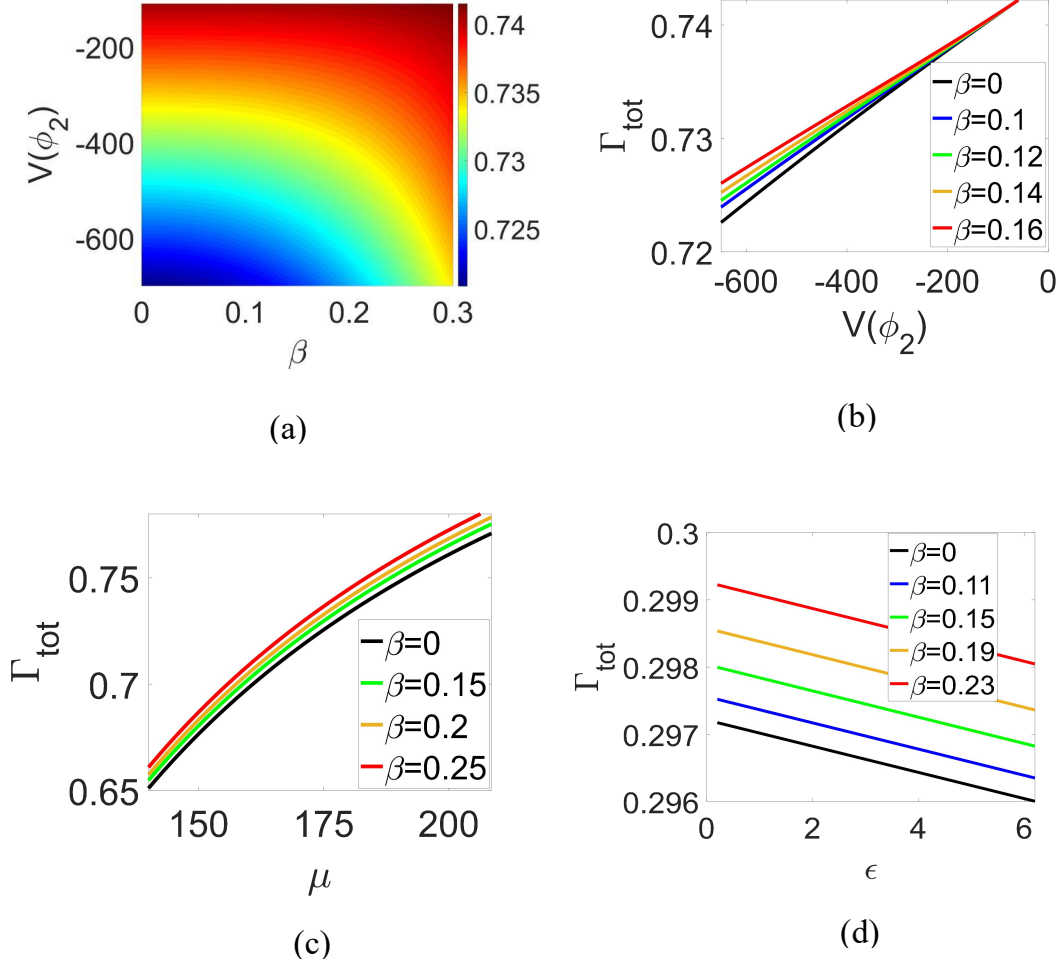 V(ϕ₂)
-200
-400
-600
0 0.1 0.2 0.3
β
0.74
0.735
0.73
0.725
(a)
Γ_tot
0.74
0.73
0.72
-600 -400 -200 0
V(ϕ₂)
β=0
β=0.1
β=0.12
β=0.14
β=0.16
(b)
Γ_tot
0.75
0.7
0.65
150 175 200
μ
β=0
β=0.15
β=0.2
β=0.25
(c)
Γ_tot
0.3
0.299
0.298
0.297
0.296
0 2 4 6
ϵ
β=0
β=0.11
β=0.15
β=0.19
β=0.23
(d)